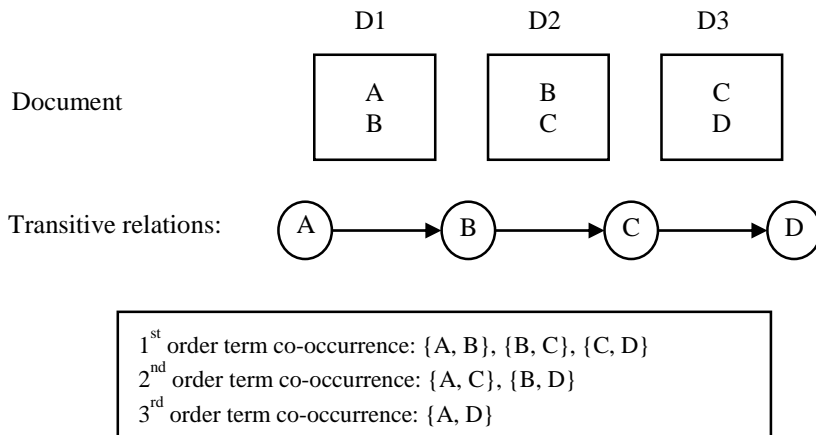 D1 D2 D3
Document
A B C
B C D
Transitive relations: A B C D
1st order term co-occurrence: {A, B}, {B, C}, {C, D}
2nd order term co-occurrence: {A, C}, {B, D}
3rd order term co-occurrence: {A, D}